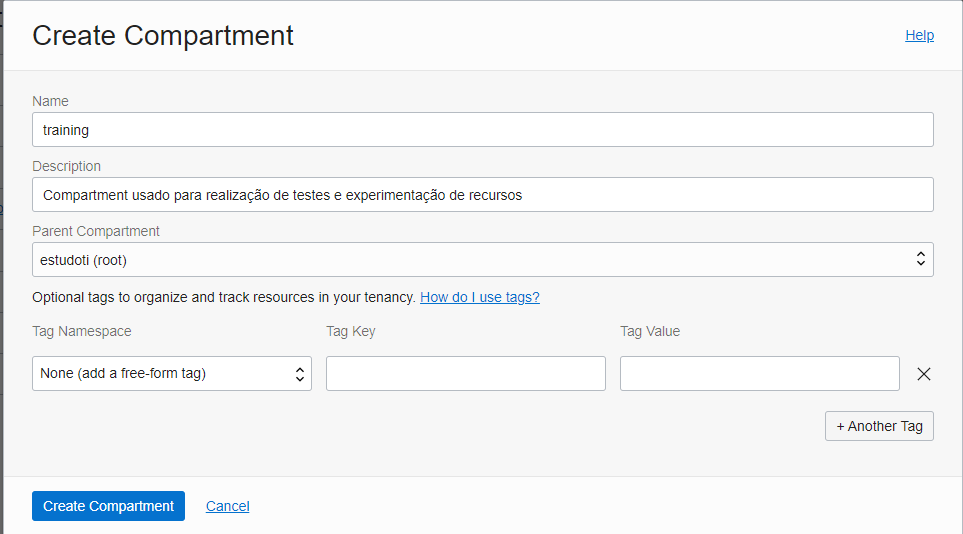 Create Compartment
Help
Name
training
Description
Compartment usado para realização de testes e experimentação de recursos
Parent Compartment
estudoti (root)
Optional tags to organize and track resources in your tenancy. How do I use tags?
Tag Namespace Tag Key Tag Value
None (add a free-form tag)
+ Another Tag
Create Compartment Cancel